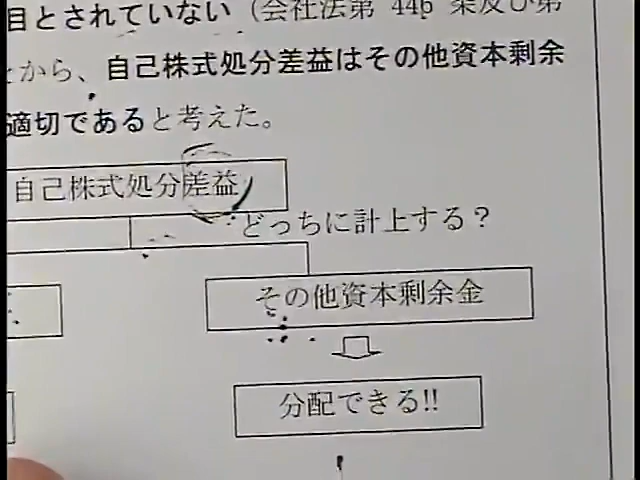 目とされていない（会社法第 446 条及び第
から、自己株式処分差益はその他資本剰余
適切であると考えた。
自己株式処分差益
どっちに計上する？
その他資本剰余金
分配できる!!